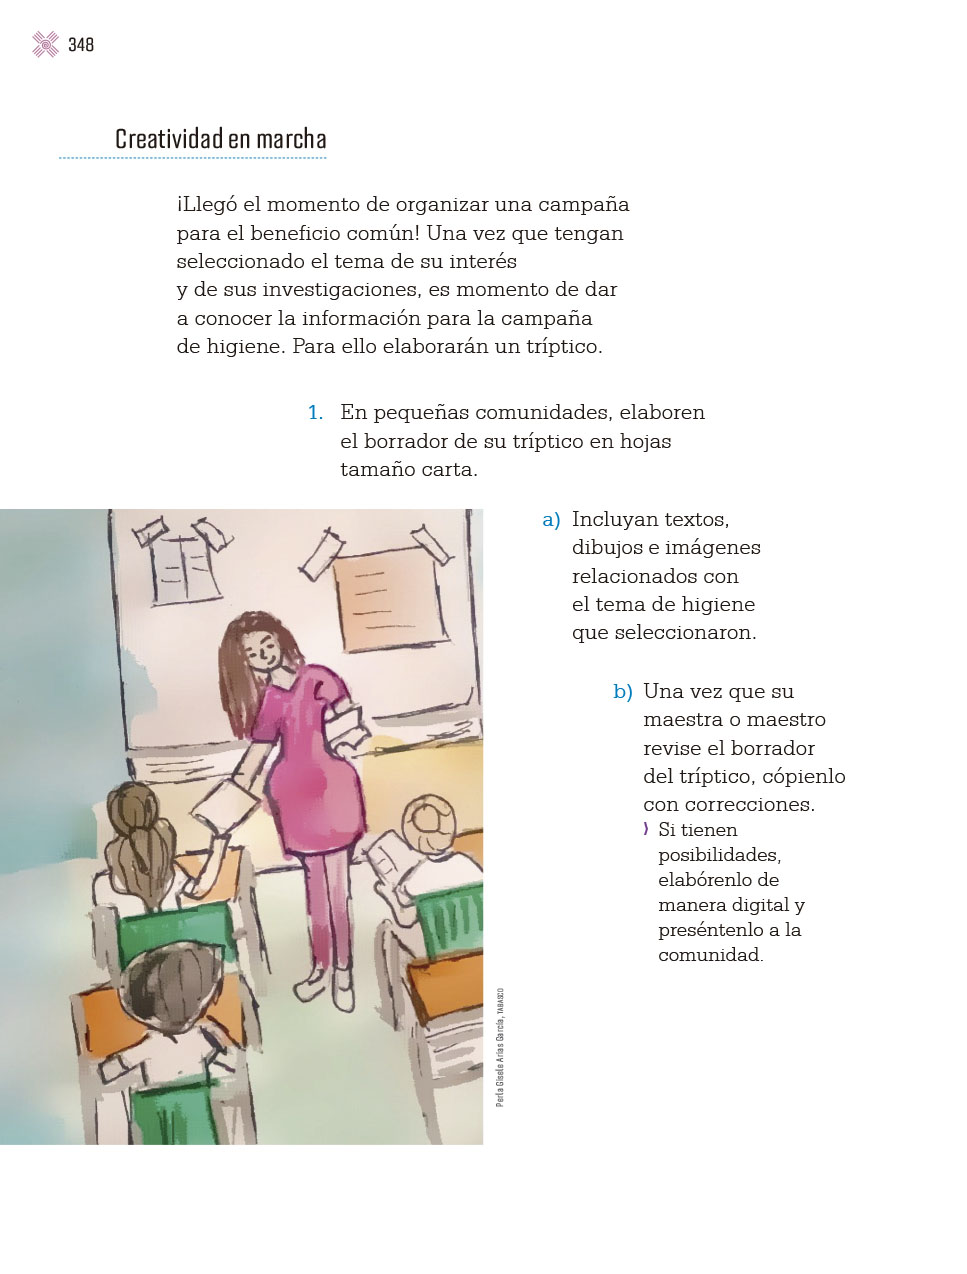 348
Creatividad en marcha
¡Llegó el momento de organizar una campaña
para el beneficio común! Una vez que tengan
seleccionado el tema de su interés
y de sus investigaciones, es momento de dar
a conocer la información para la campaña
de higiene. Para ello elaborarán un tríptico.
1. En pequeñas comunidades, elaboren
el borrador de su tríptico en hojas
tamaño carta.
a) Incluyan textos,
dibujos e imágenes
relacionados con
el tema de higiene
que seleccionaron.
b) Una vez que su
maestra o maestro
revise el borrador
del tríptico, cópienlo
con correcciones.
⟩ Si tienen
posibilidades,
elabórenlo de
manera digital y
preséntenlo a la
comunidad.
Perla Gisele Arias García, TABASCO